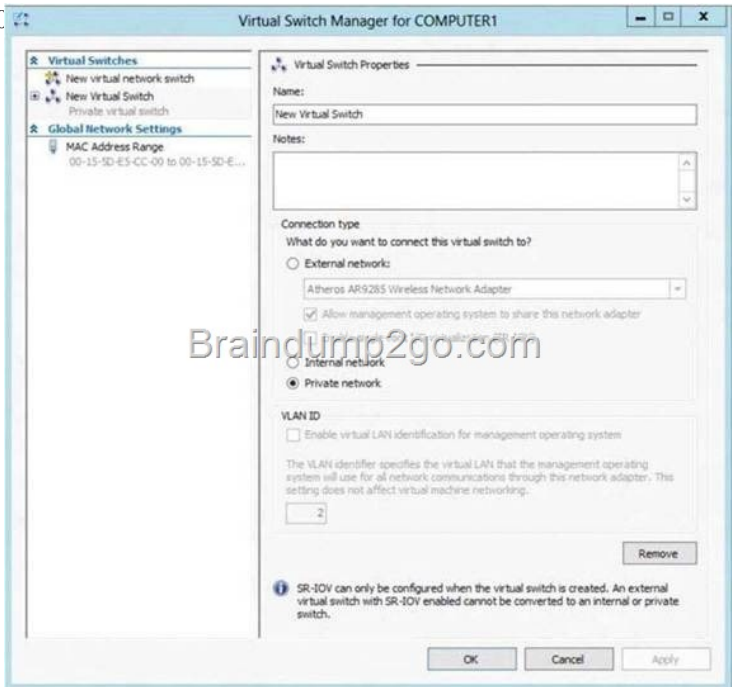 Virtual Switch Manager for COMPUTER1
Virtual Switches
New virtual network switch
New Virtual Switch
Private virtual switch
Global Network Settings
MAC Address Range
00-15-5D-E5-CC-00 to 00-15-5D-E...
Virtual Switch Properties
Name:
New Virtual Switch
Notes:
Connection type
What do you want to connect this virtual switch to?
External network:
Atheros AR9285 Wireless Network Adapter
Allow management operating system to share this network adapter
Braindump2go.com
Internal network
Private network
VLAN ID
Enable virtual LAN identification for management operating system
The VLAN identifier specifies the virtual LAN that the management operating
system will use for all network communications through this network adapter. This
setting does not affect virtual machine networking.
2
Remove
SR-IOV can only be configured when the virtual switch is created. An external
virtual switch with SR-IOV enabled cannot be converted to an internal or private
switch.
OK
Cancel
Apply